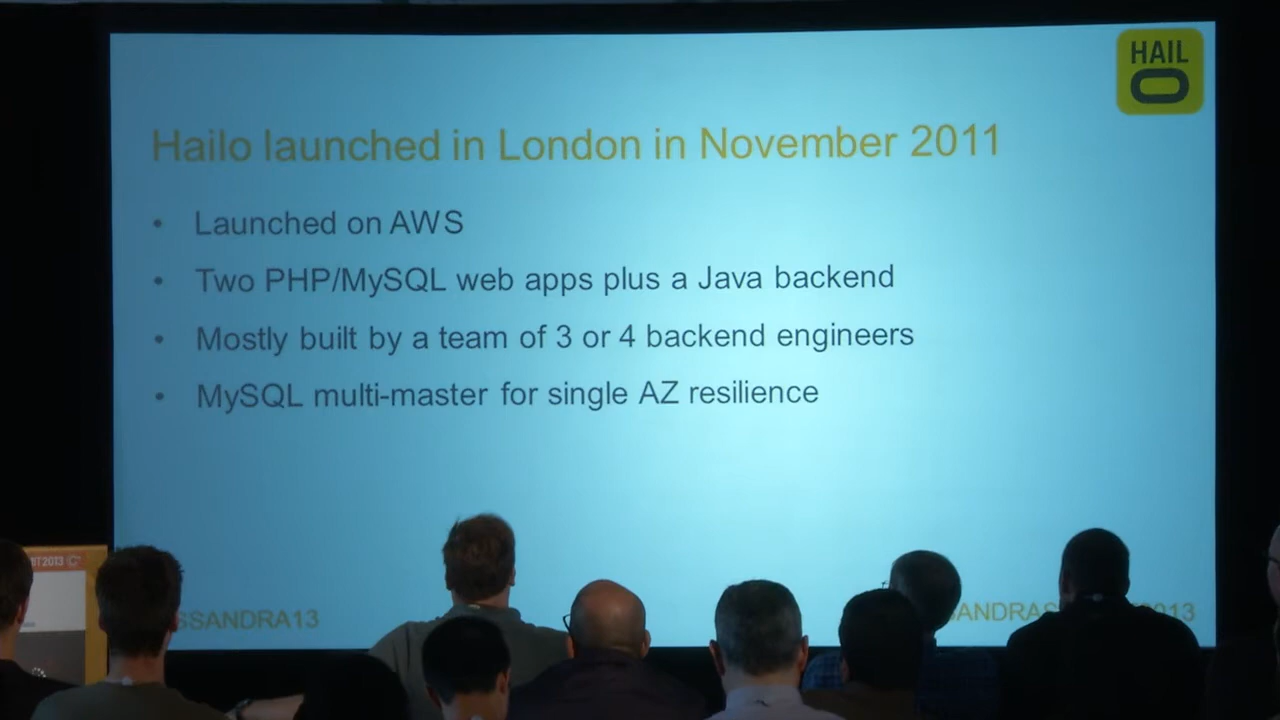 HAIL
O
Hailo launched in London in November 2011
• Launched on AWS
• Two PHP/MySQL web apps plus a Java backend
• Mostly built by a team of 3 or 4 backend engineers
• MySQL multi-master for single AZ resilience
2013
SSANDRA13